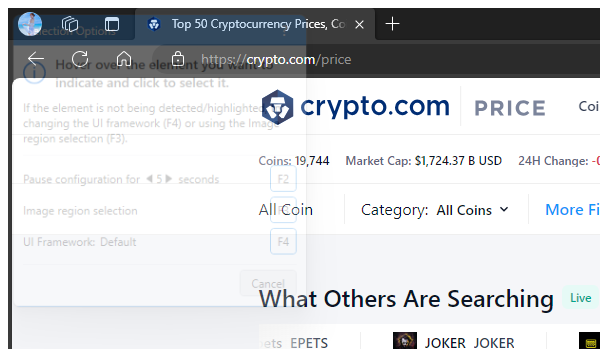 Top 50 Cryptocurrency Prices, Co
Selection Options
https://crypto.com/price
Hover over the element you want to
indicate and click to select it.
If the element is not being detected/highlighted
changing the UI framework (F4) or using the Image
region selection (F3).
crypto.com PRICE Coi
Coins: 19,744 Market Cap: $1,724.37 B USD 24H Change: -0
Pause configuration for 5 seconds F2
Image region selection
All Coin Category: All Coins More Fi
UI Framework: Default F4
Cancel
What Others Are Searching Live
ets EPETS JOKER JOKER